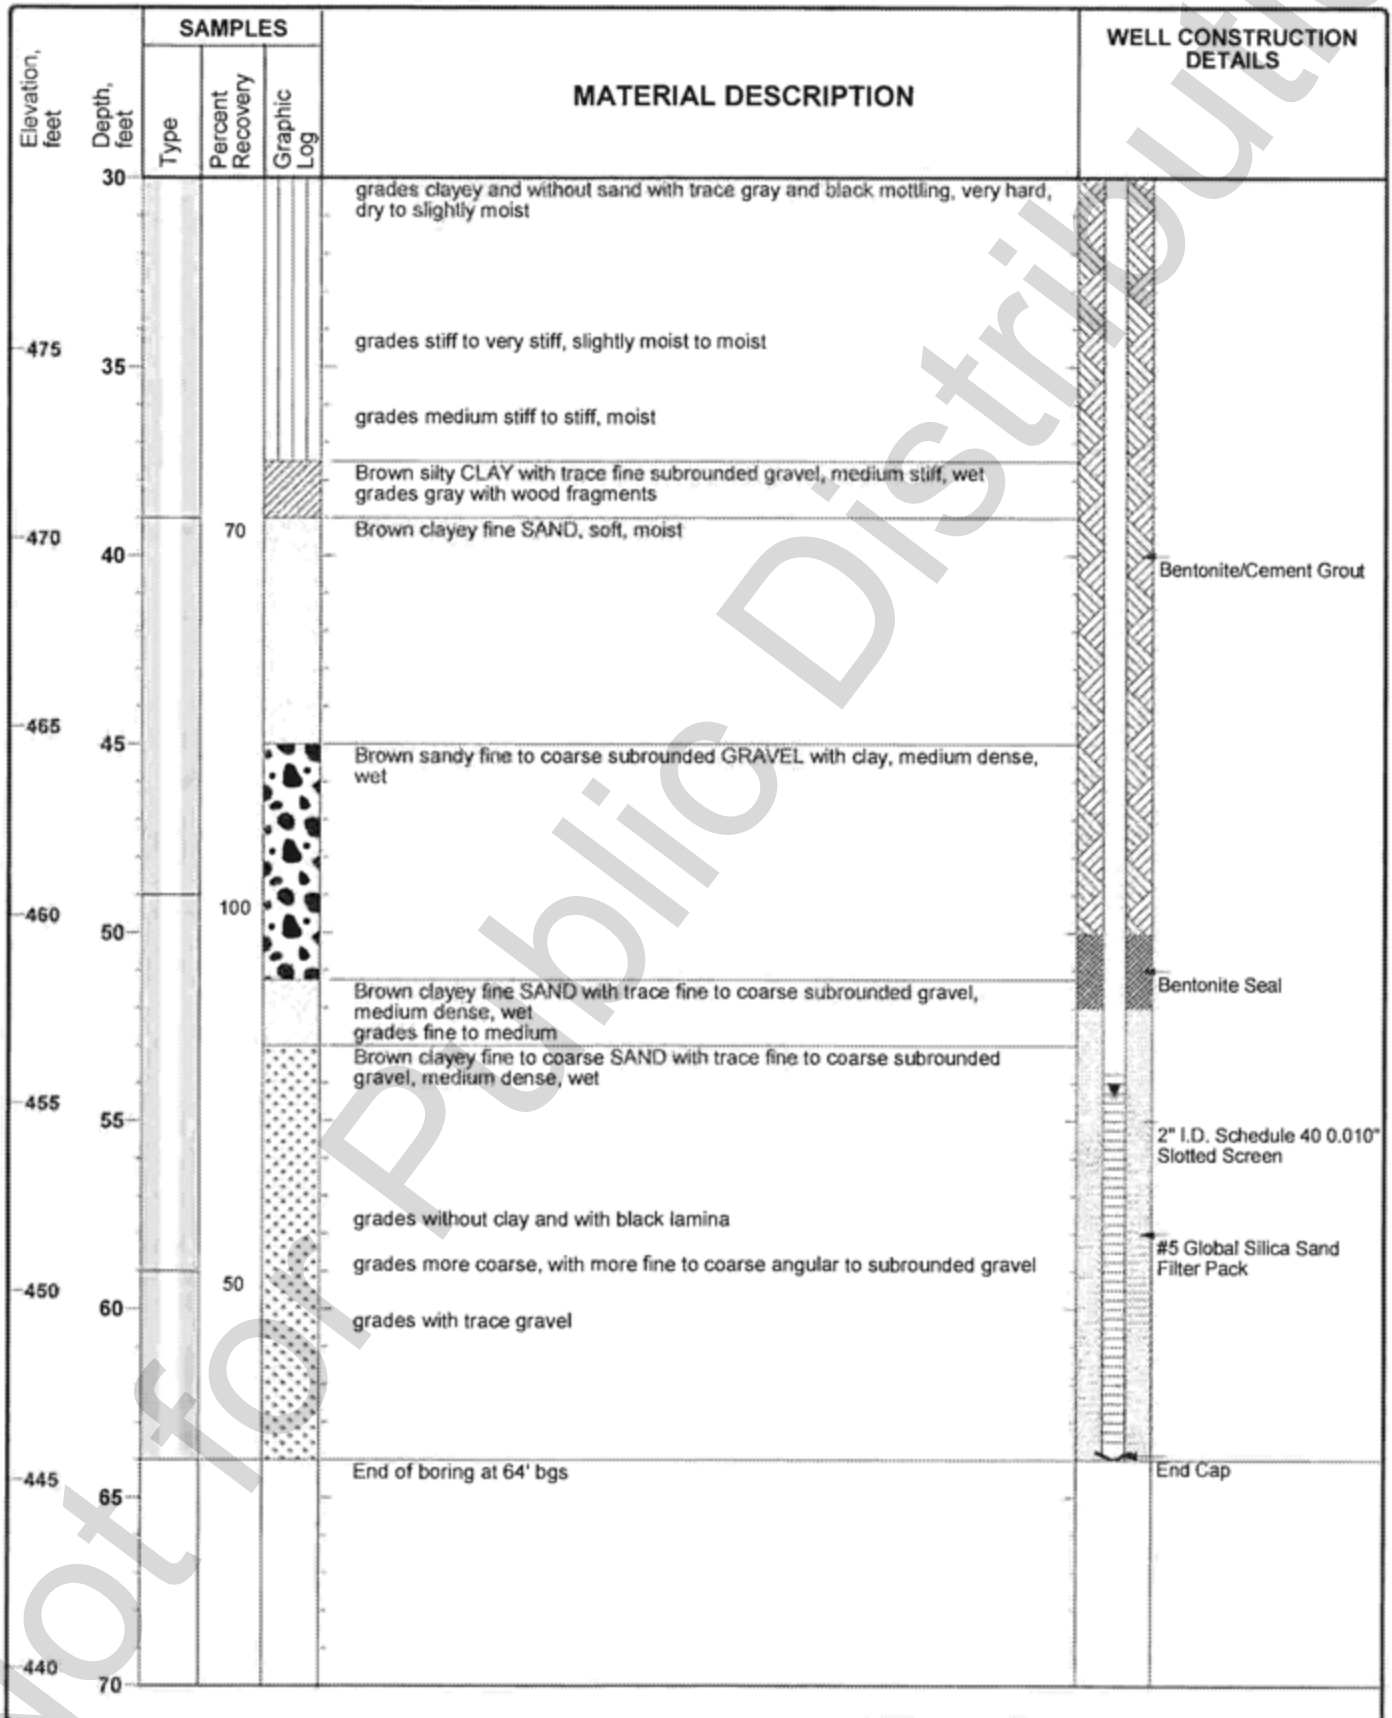 SAMPLES
WELL CONSTRUCTION
DETAILS
Elevation,
feet
Depth,
feet
Type
Percent
Recovery
Graphic
Log
MATERIAL DESCRIPTION
30
grades clayey and without sand with trace gray and black mottling, very hard,
dry to slightly moist
475
35
grades stiff to very stiff, slightly moist to moist
grades medium stiff to stiff, moist
Brown silty CLAY with trace fine subrounded gravel, medium stiff, wet
grades gray with wood fragments
470
40
70
Brown clayey fine SAND, soft, moist
Bentonite/Cement Grout
465
45
Brown sandy fine to coarse subrounded GRAVEL with clay, medium dense,
wet
460
50
100
Brown clayey fine SAND with trace fine to coarse subrounded gravel,
medium dense, wet
grades fine to medium
Bentonite Seal
Brown clayey fine to coarse SAND with trace fine to coarse subrounded
gravel, medium dense, wet
455
55
2" I.D. Schedule 40 0.010"
Slotted Screen
grades without clay and with black lamina
grades more coarse, with more fine to coarse angular to subrounded gravel
#5 Global Silica Sand
Filter Pack
450
60
50
grades with trace gravel
End of boring at 64' bgs
End Cap
445
65
440
70
Not for Public Distributi